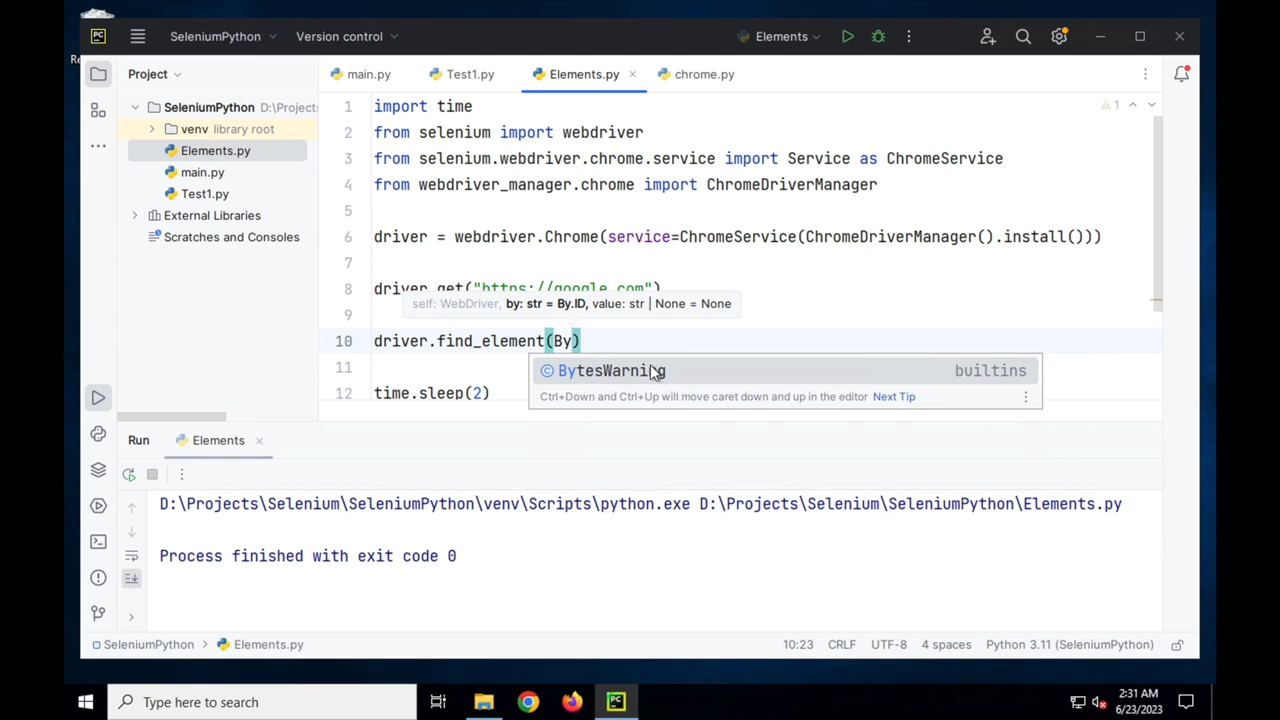 PC SeleniumPython Version control Elements
Re
Project main.py Test1.py Elements.py chrome.py
SeleniumPython D:\Projects
venv library root
Elements.py
main.py
Test1.py
External Libraries
Scratches and Consoles
1 import time
2 from selenium import webdriver
3 from selenium.webdriver.chrome.service import Service as ChromeService
4 from webdriver_manager.chrome import ChromeDriverManager
5
6 driver = webdriver.Chrome(service=ChromeService(ChromeDriverManager().install()))
7
8 driver.get("https://google.com")
self: WebDriver, by: str = By.ID, value: str | None = None
9
10 driver.find_element(By)
11
BytesWarning builtins
Ctrl+Down and Ctrl+Up will move caret down and up in the editor Next Tip
12 time.sleep(2)
1
Run Elements
D:\Projects\Selenium\SeleniumPython\venv\Scripts\python.exe D:\Projects\Selenium\SeleniumPython\Elements.py
Process finished with exit code 0
SeleniumPython Elements.py 10:23 CRLF UTF-8 4 spaces Python 3.11 (SeleniumPython)
Type here to search PC 2:31 AM
6/23/2023